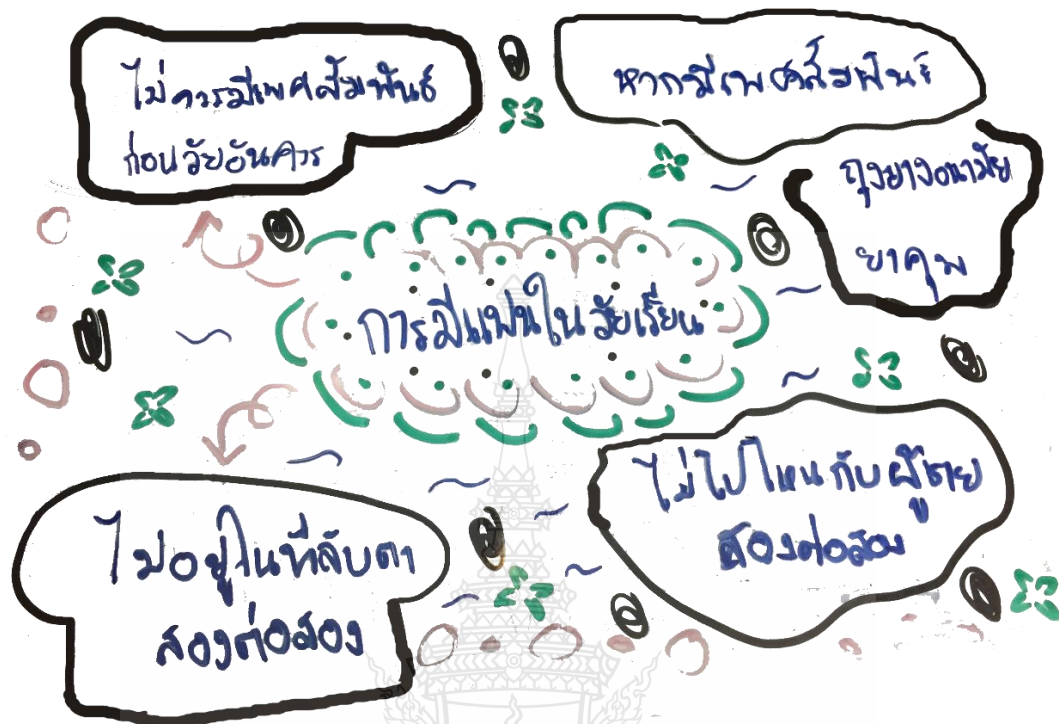 ไม่ควรมีเพศสัมพันธ์
ก่อนวัยอันควร
หากมีเพศสัมพันธ์
ถุงยางอนามัย
ยาคุม
การมีแฟนในวัยเรียน
ไม่อยู่ในที่ลับตา
สองต่อสอง
ไม่ไปไหนกับผู้ชาย
สองต่อสอง